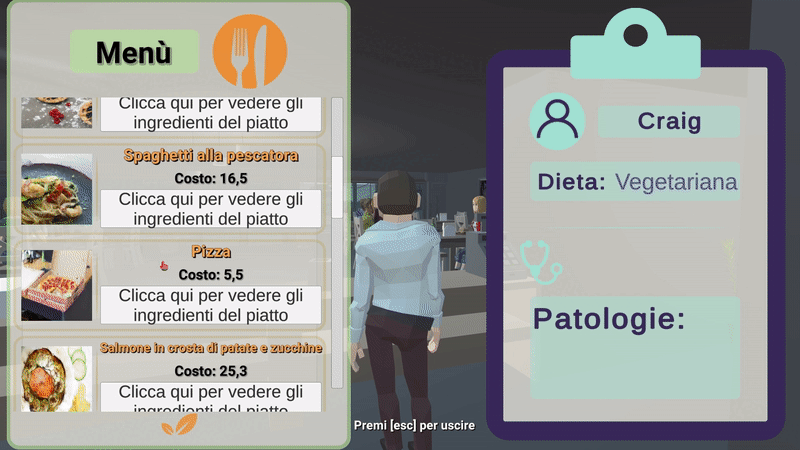 Menù
Clicca qui per vedere gli
ingredienti del piatto
Spaghetti alla pescatora
Costo: 16,5
Clicca qui per vedere gli
ingredienti del piatto
Pizza
Costo: 5,5
Clicca qui per vedere gli
ingredienti del piatto
Salmone in crosta di patate e zucchine
Costo: 25,3
Clicca qui per vedere gli
ingredienti del piatto
Premi [esc] per uscire
Craig
Dieta: Vegetariana
Patologie: